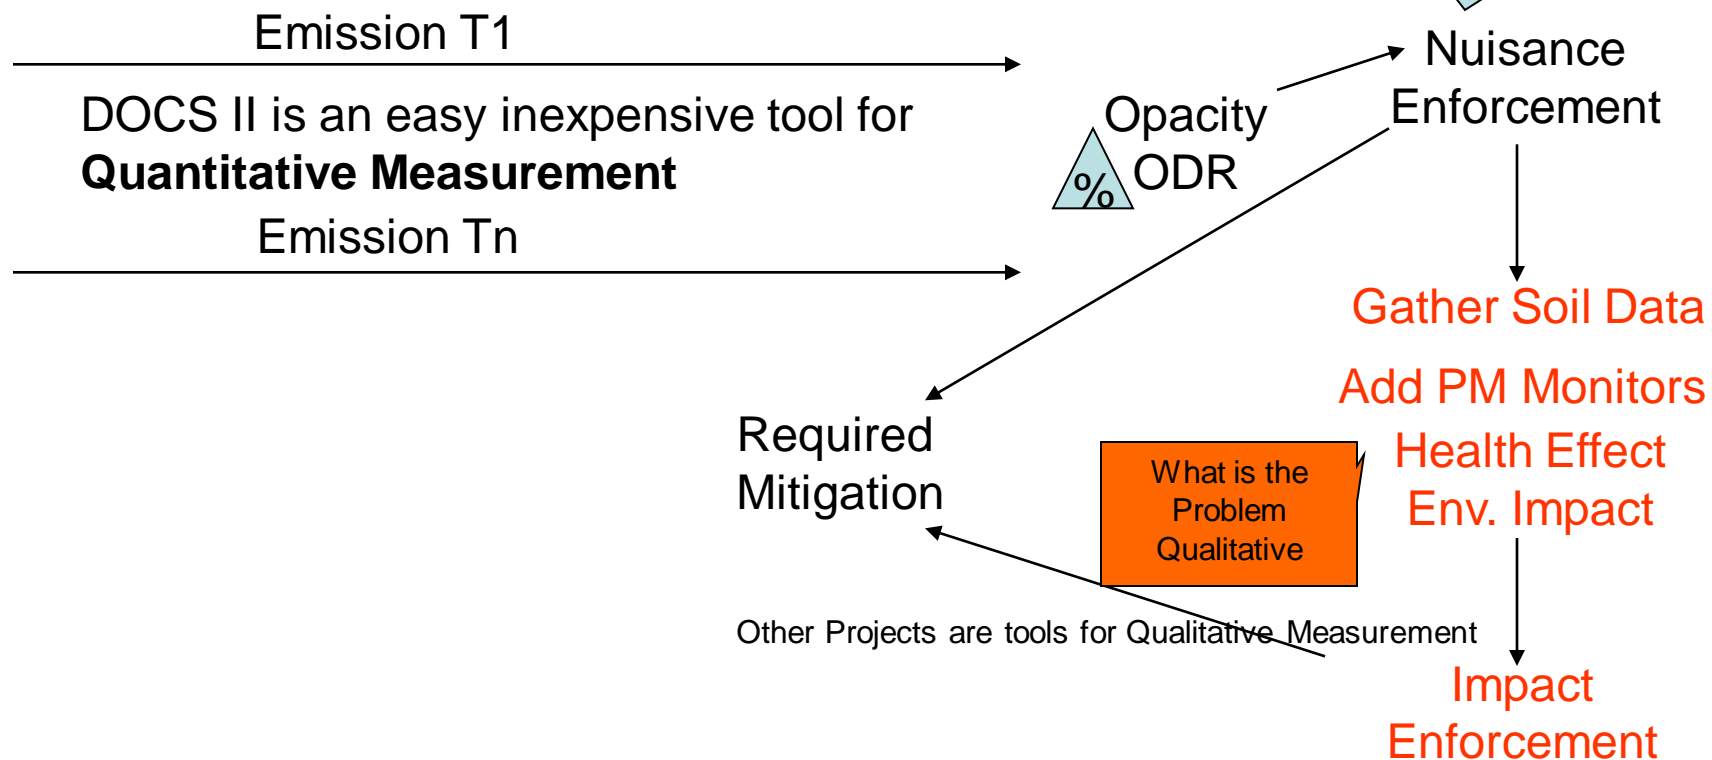 Emission T1
DOCS II is an easy inexpensive tool for
Quantitative Measurement
Emission Tn
Opacity
% ODR
Nuisance
Enforcement
Gather Soil Data
Add PM Monitors
Health Effect
Env. Impact
Required
Mitigation
What is the
Problem
Qualitative
Other Projects are tools for Qualitative Measurement
Impact
Enforcement